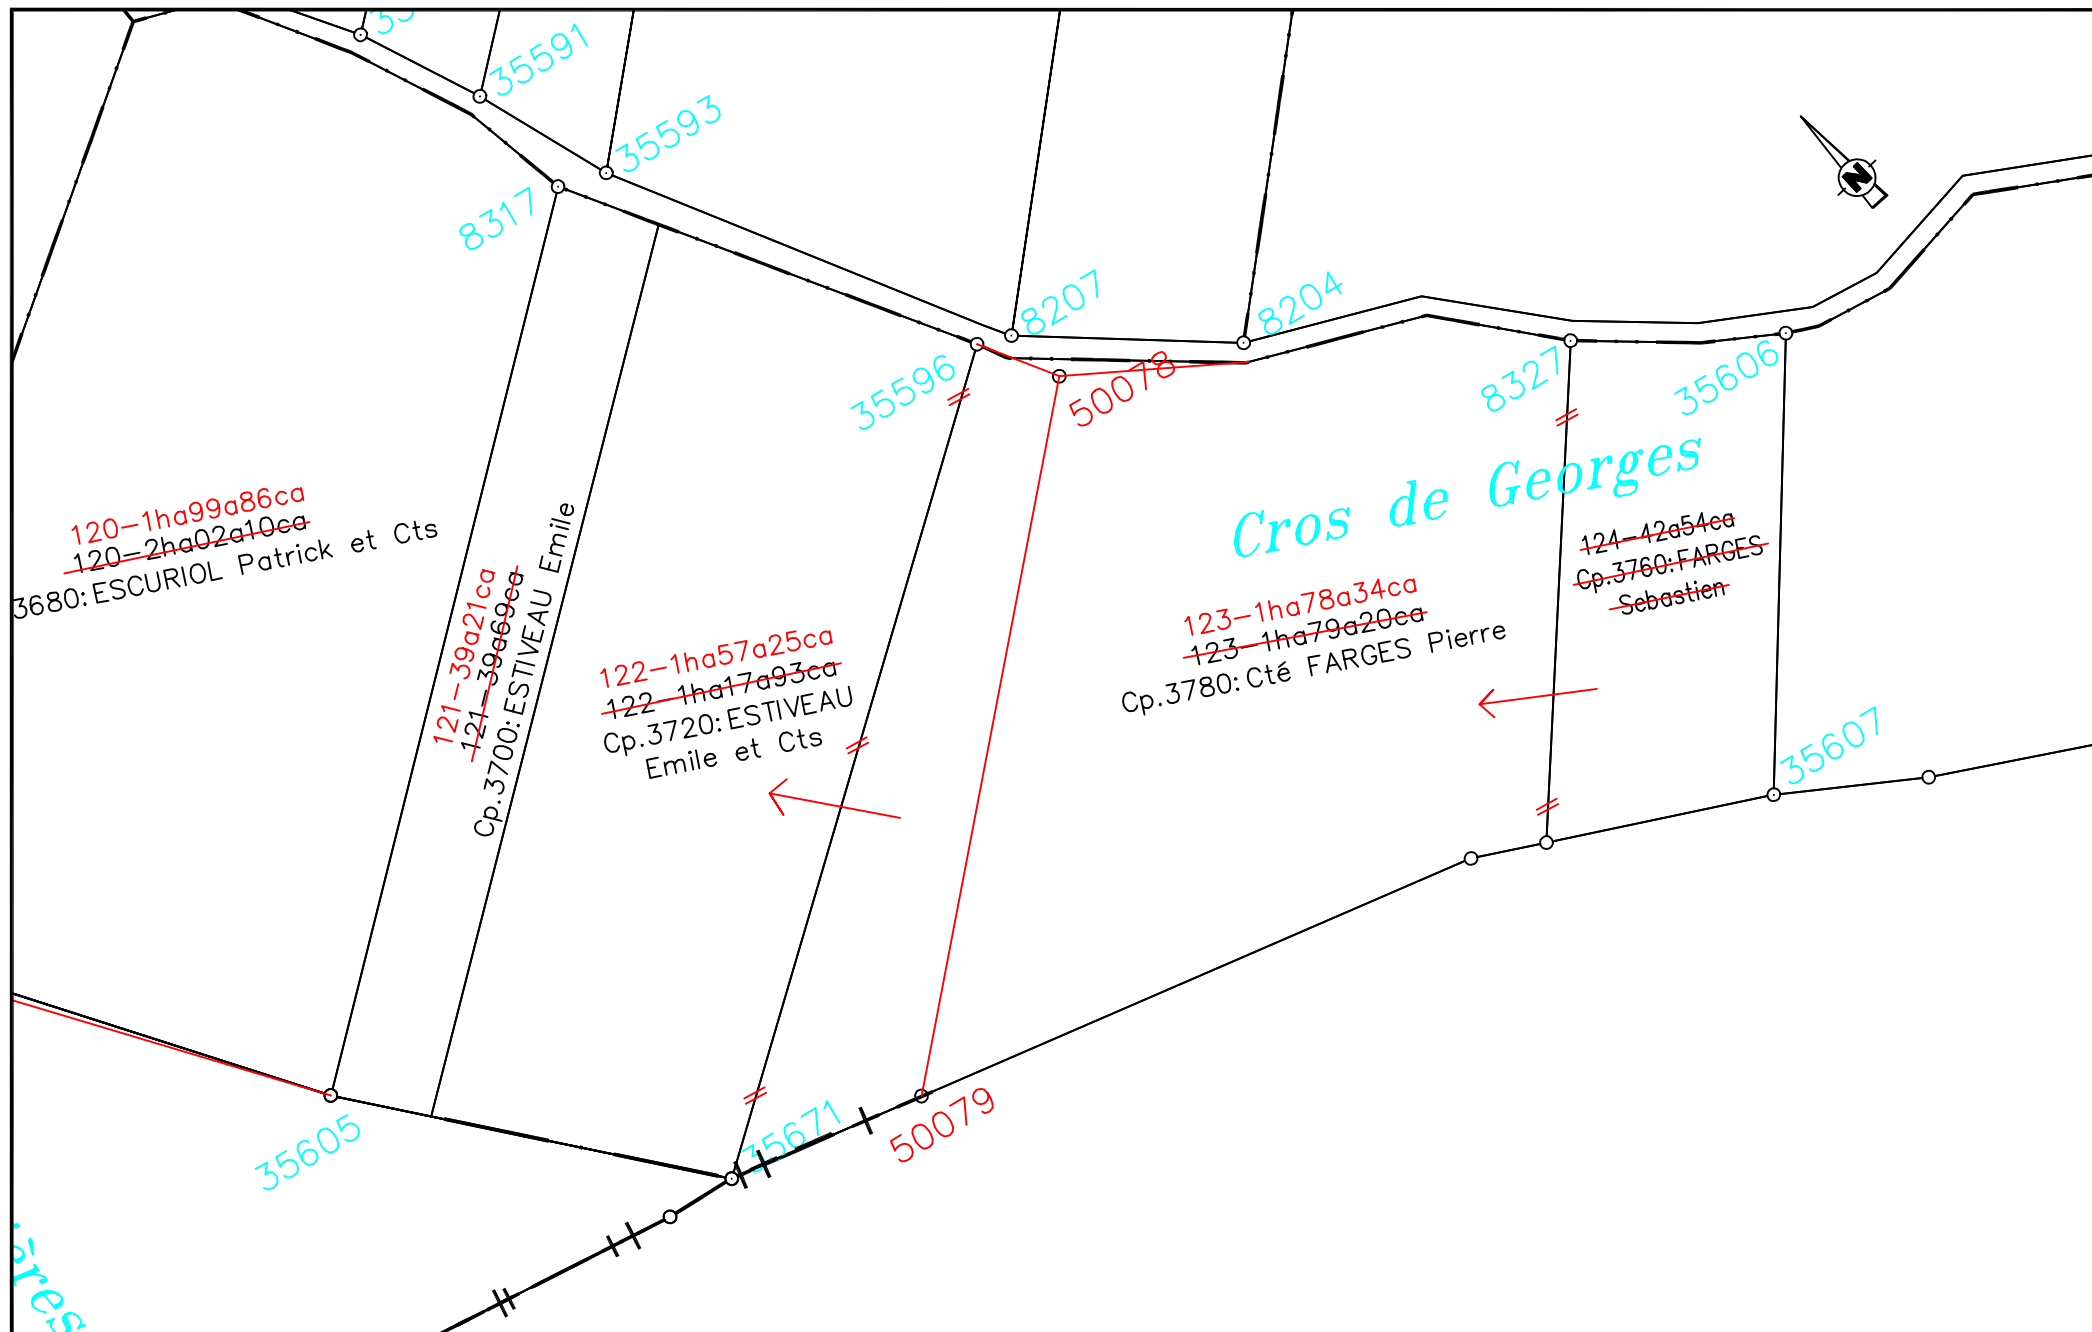 35591
35593
8317
8207
8204
35596
50078
8327
35606
N
Cros de Georges
120-1ha99a86ca
120-2ha02a10ca
3680:ESCURIOL Patrick et Cts
121-39a21ca
121-39a69ca
Cp.3700:ESTIVEAU Emile
122-1ha57a25ca
122-1ha17a93ca
Cp.3720:ESTIVEAU
Emile et Cts
123-1ha78a34ca
123-1ha79a20ca
Cp.3780:Cté FARGES Pierre
124-42a54ca
Cp.3760:FARGES
Sebastien
35607
35605
35671
50079